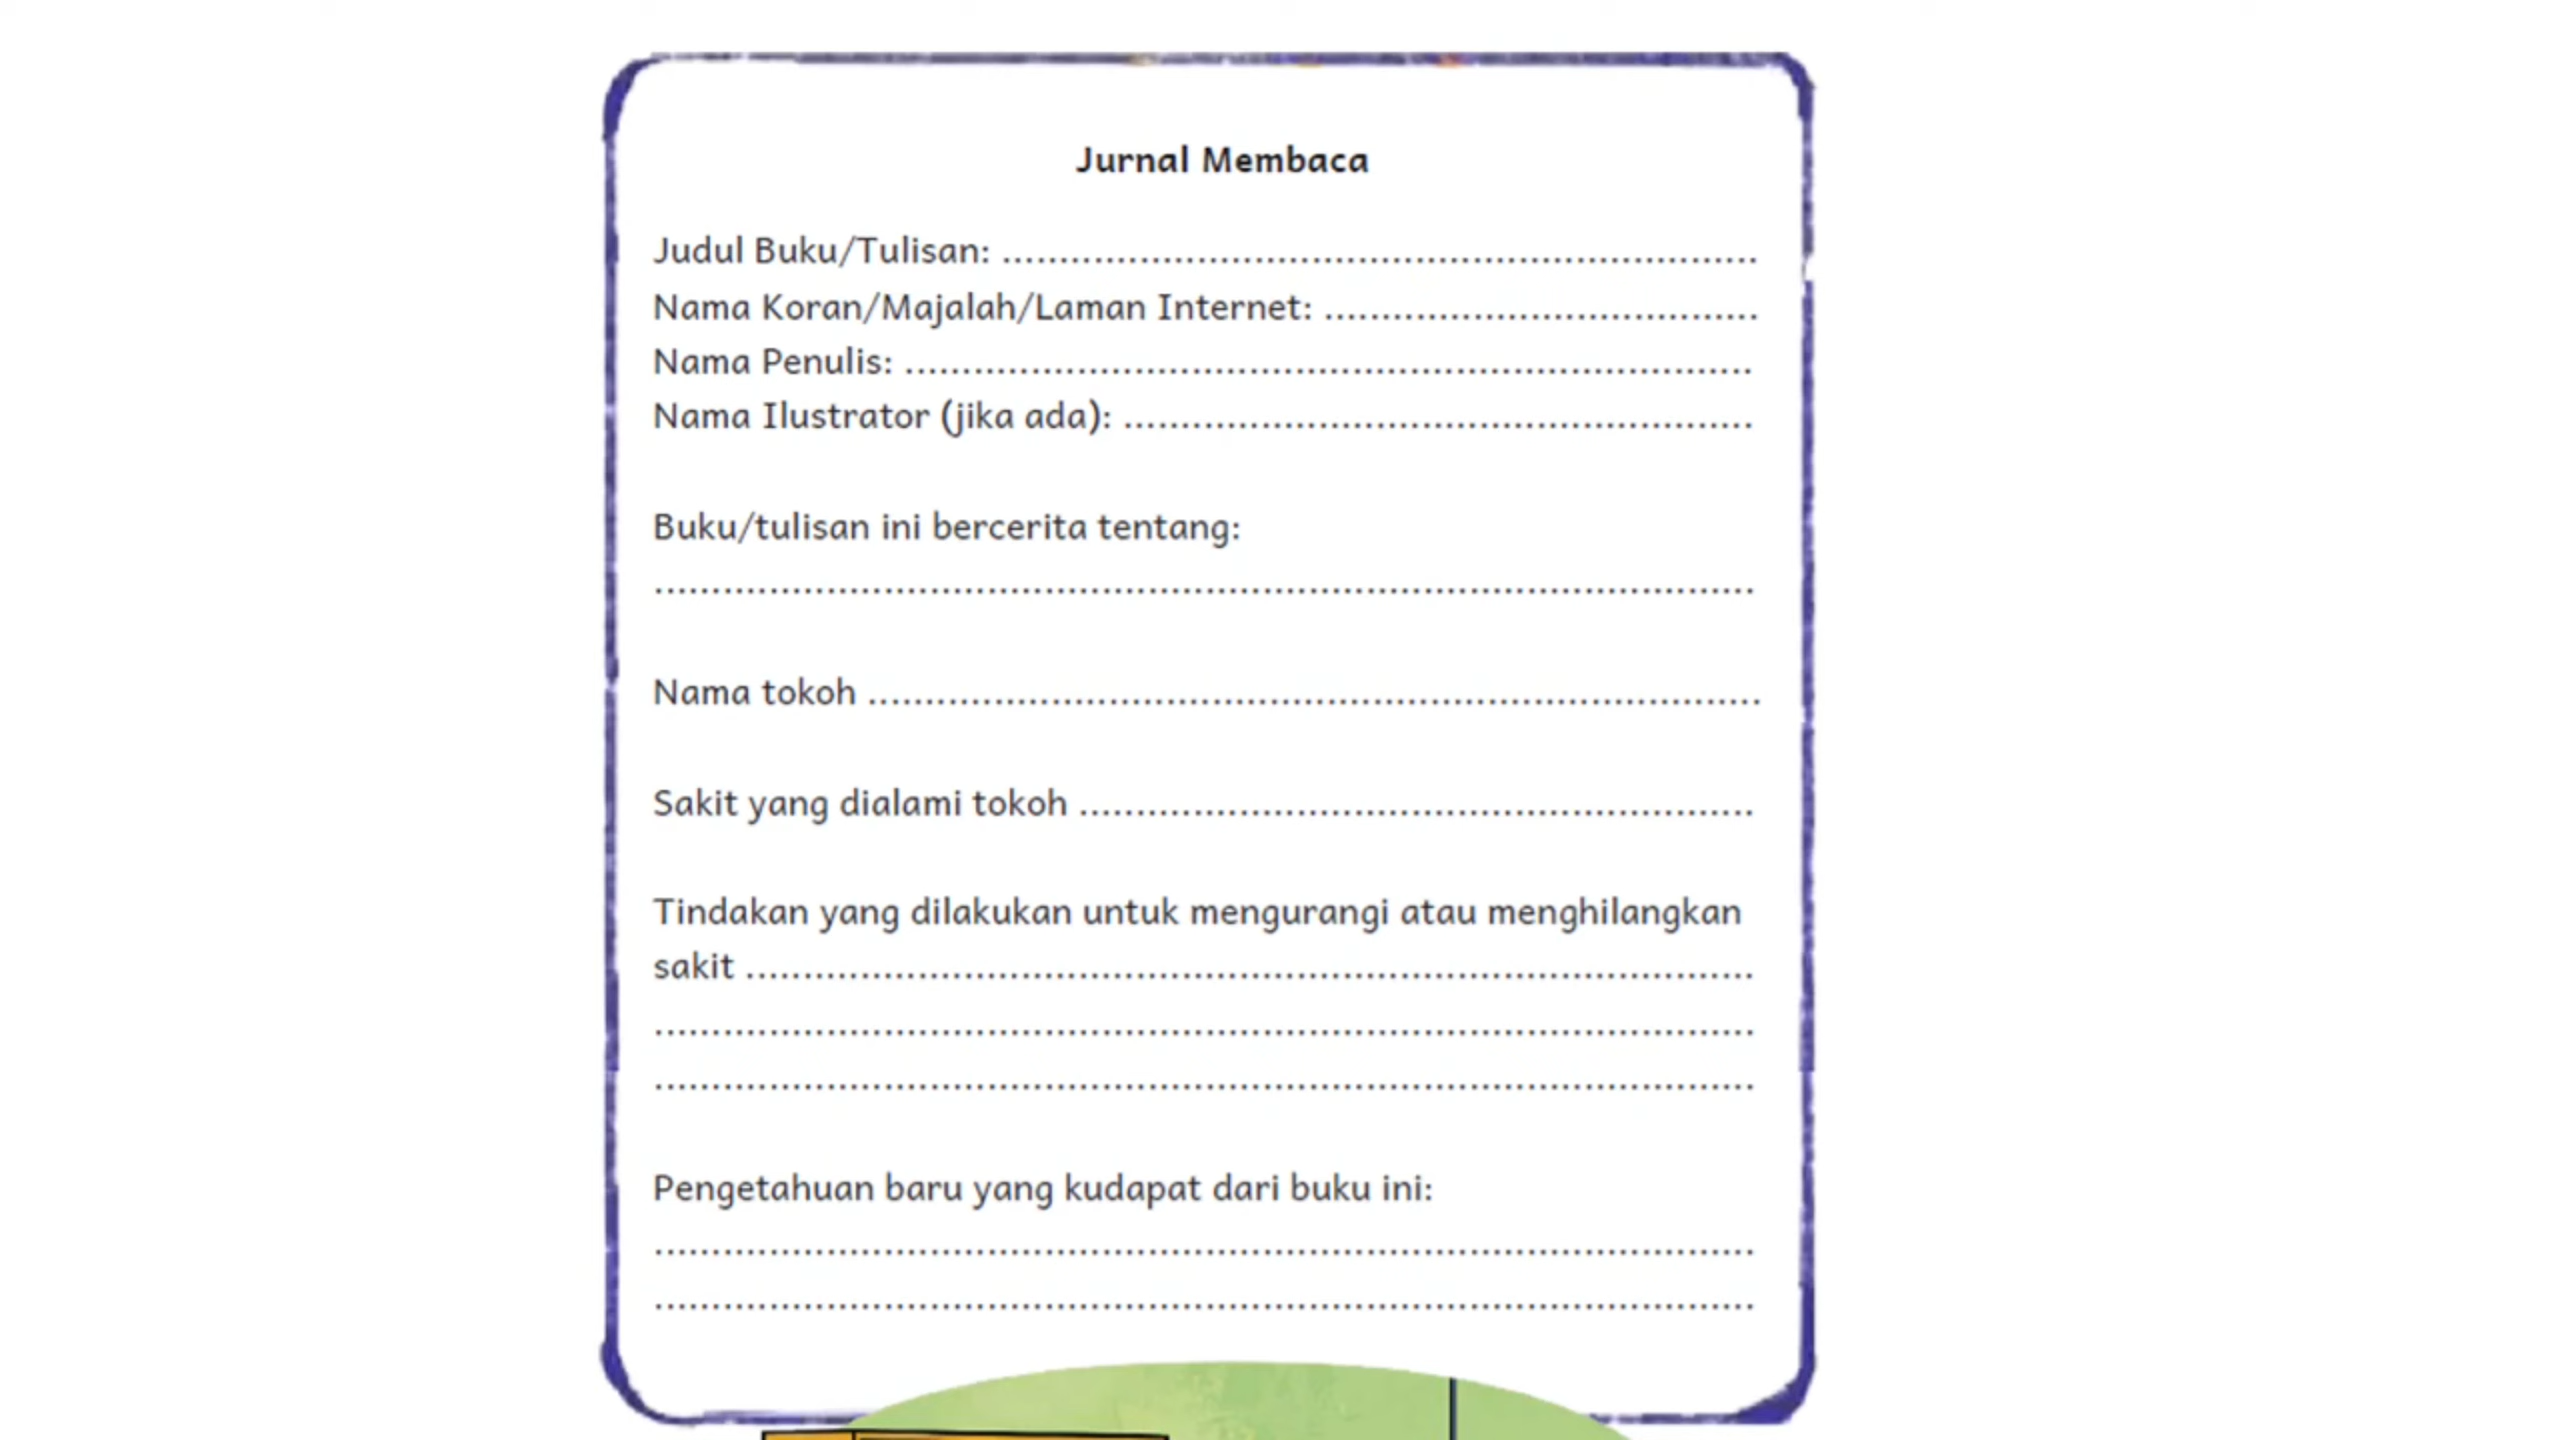 Jurnal Membaca
Judul Buku/Tulisan: ..................................................................
Nama Koran/Majalah/Laman Internet: ......................................
Nama Penulis: ..........................................................................
Nama Ilustrator (jika ada): .......................................................
Buku/tulisan ini bercerita tentang:
................................................................................................
Nama tokoh ..............................................................................
Sakit yang dialami tokoh ...........................................................
Tindakan yang dilakukan untuk mengurangi atau menghilangkan
sakit ........................................................................................
................................................................................................
................................................................................................
Pengetahuan baru yang kudapat dari buku ini:
................................................................................................
................................................................................................